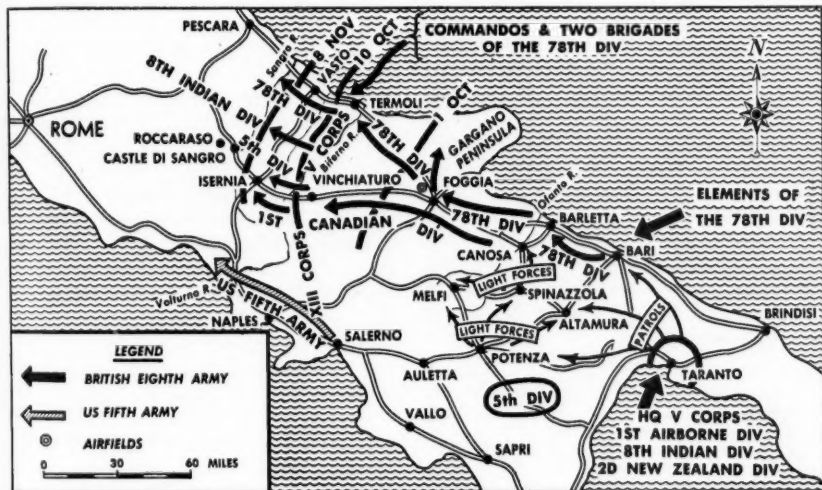 COMMANDOS & TWO BRIGADES
OF THE 78TH DIV
N
PESCARA
Sangro R.
8 NOV
VASTO
10 OCT
8TH INDIAN DIV
78TH DIV
TERMOLI
1 OCT
GARGANO
PENINSULA
ROME
ROCCARASO
CASTLE DI SANGRO
5TH DIV
V CORPS
Biferno R.
78TH DIV
ISERNIA
VINCHIATURO
FOGGIA
Ofanto R.
ELEMENTS OF
THE 78TH DIV
1ST
CANADIAN
DIV
78TH DIV
BARLETTA
XIII CORPS
CANOSA
78TH DIV
BARI
Volturno R.
US FIFTH ARMY
LIGHT FORCES
MELFI
SPINAZZOLA
NAPLES
LIGHT FORCES
ALTAMURA
PATROLS
BRINDISI
SALERNO
POTENZA
AULETTA
TARANTO
5th DIV
VALLO
HQ V CORPS
1ST AIRBORNE DIV
8TH INDIAN DIV
2D NEW ZEALAND DIV
SAPRI
LEGEND
BRITISH EIGHTH ARMY
US FIFTH ARMY
AIRFIELDS
0 30 60 MILES